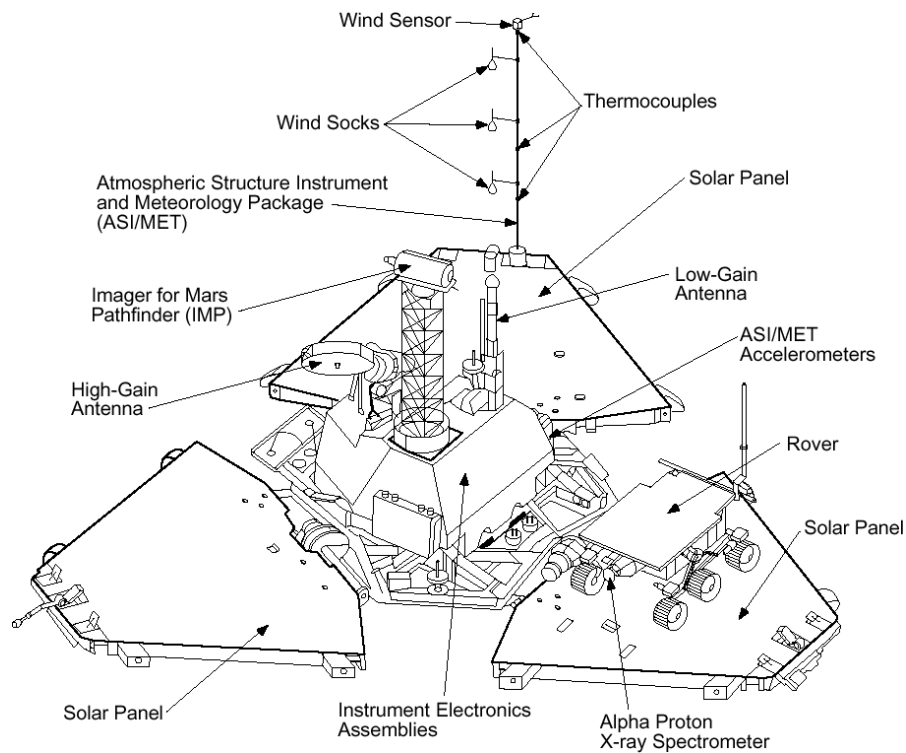 Wind Sensor
Thermocouples
Wind Socks
Atmospheric Structure Instrument
and Meteorology Package
(ASI/MET)
Solar Panel
Imager for Mars
Pathfinder (IMP)
Low-Gain
Antenna
ASI/MET
Accelerometers
High-Gain
Antenna
Rover
Solar Panel
Solar Panel
Instrument Electronics
Assemblies
Alpha Proton
X-ray Spectrometer